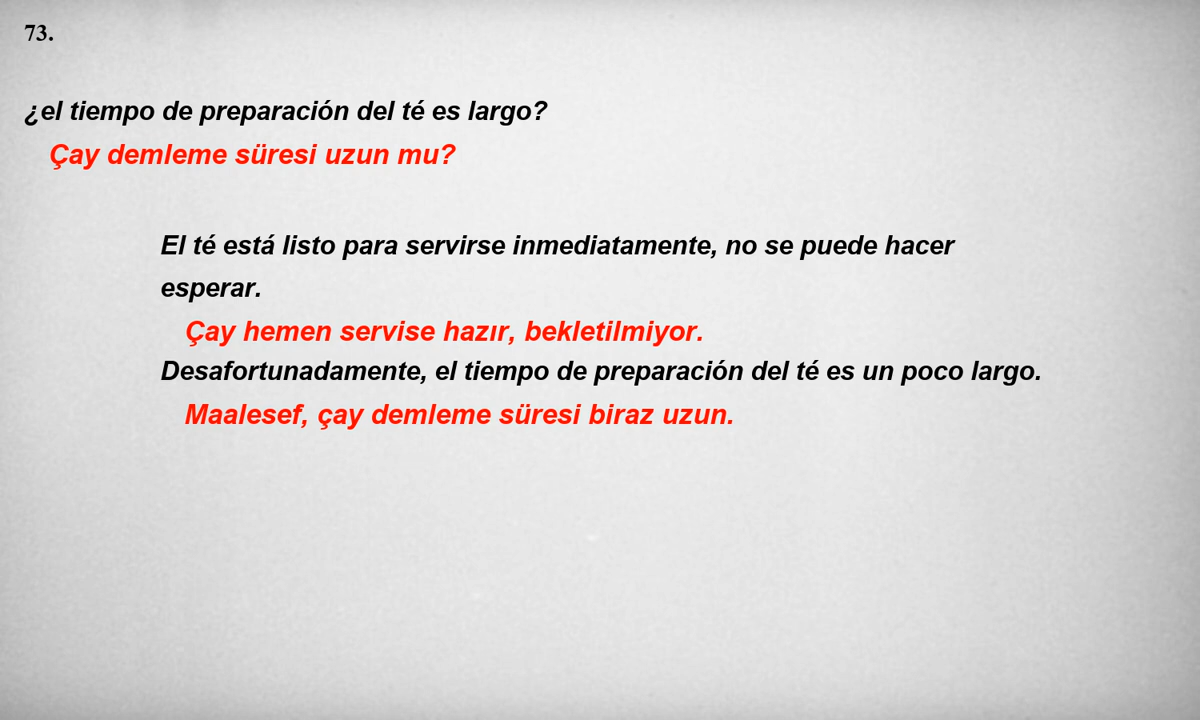 73.
¿el tiempo de preparación del té es largo?
Çay demleme süresi uzun mu?
El té está listo para servirse inmediatamente, no se puede hacer
esperar.
Çay hemen servise hazır, bekletilmiyor.
Desafortunadamente, el tiempo de preparación del té es un poco largo.
Maalesef, çay demleme süresi biraz uzun.